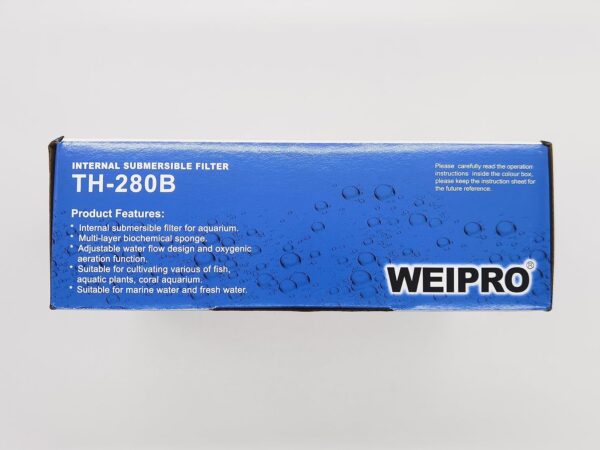 INTERNAL SUBMERSIBLE FILTER
TH-280B
Product Features:
* Internal submersible filter for aquarium.
* Multi-layer biochemical sponge.
* Adjustable water flow design and oxygenic
aeration function.
* Suitable for cultivating various of fish,
aquatic plants, coral aquarium.
* Suitable for marine water and fresh water.
Please carefully read the operation
instructions inside the colour box,
please keep the instruction sheet for
the future reference.
WEIPRO®